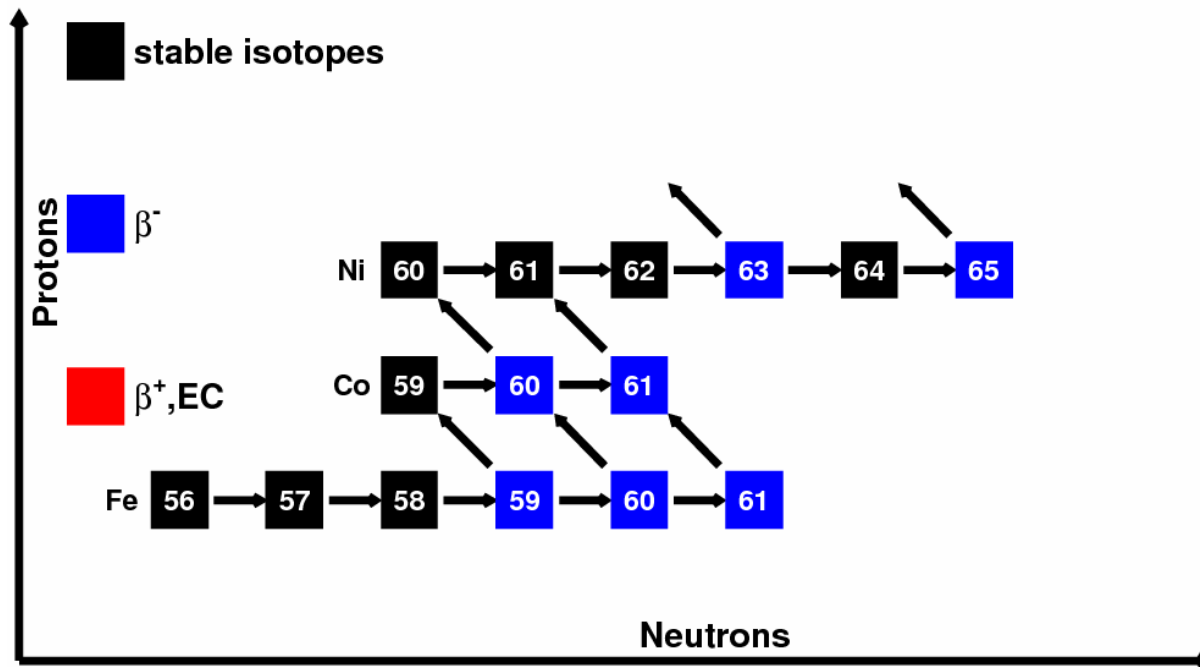 stable isotopes
β-
Protons
Ni 60 61 62 63 64 65
β+,EC
Co 59 60 61
Fe 56 57 58 59 60 61
Neutrons